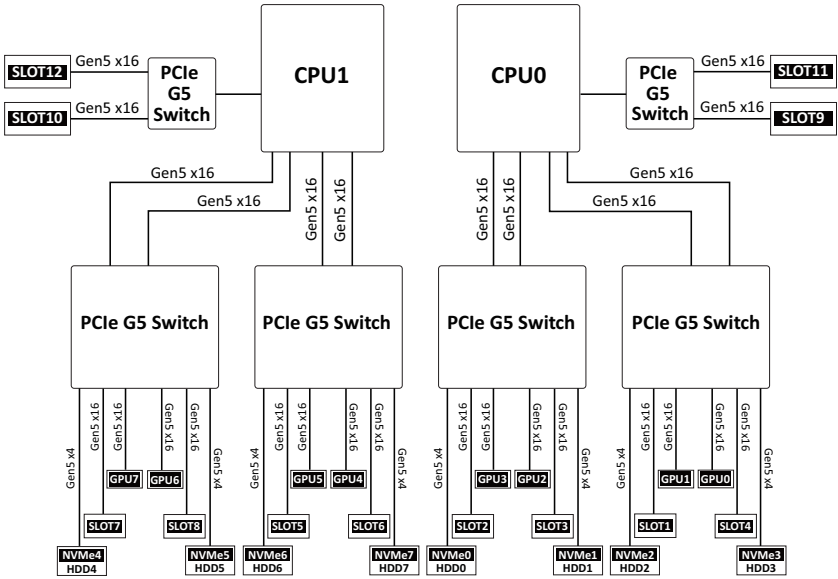 SLOT12
Gen5 x16
SLOT10
Gen5 x16
PCIe
G5
Switch
CPU1
CPU0
PCIe
G5
Switch
Gen5 x16
SLOT11
Gen5 x16
SLOT9
Gen5 x16
Gen5 x16
Gen5 x16
Gen5 x16
Gen5 x16
Gen5 x16
Gen5 x16
Gen5 x16
PCIe G5 Switch
PCIe G5 Switch
PCIe G5 Switch
PCIe G5 Switch
Gen5 x4
Gen5 x16
Gen5 x16
Gen5 x16
Gen5 x16
Gen5 x4
Gen5 x4
Gen5 x16
Gen5 x16
Gen5 x16
Gen5 x16
Gen5 x4
Gen5 x4
Gen5 x16
Gen5 x16
Gen5 x16
Gen5 x16
Gen5 x4
Gen5 x4
Gen5 x16
Gen5 x16
Gen5 x16
Gen5 x16
Gen5 x4
GPU7
GPU6
GPU5
GPU4
GPU3
GPU2
GPU1
GPU0
SLOT7
SLOT8
SLOT5
SLOT6
SLOT2
SLOT3
SLOT1
SLOT4
NVMe4
HDD4
NVMe5
HDD5
NVMe6
HDD6
NVMe7
HDD7
NVMe0
HDD0
NVMe1
HDD1
NVMe2
HDD2
NVMe3
HDD3